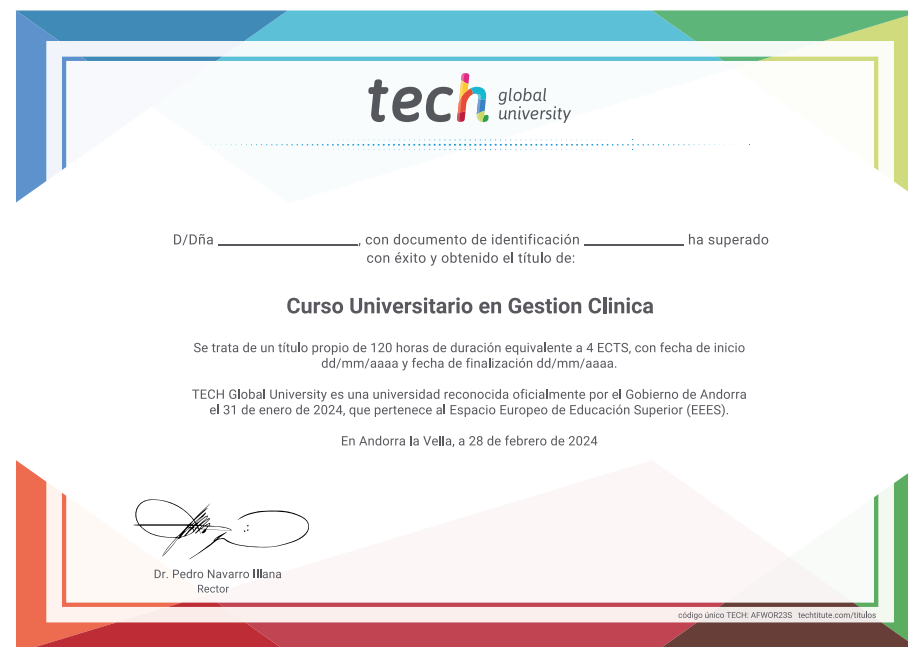 tech global university
D/Dña ____________________, con documento de identificación ______________ ha superado
con éxito y obtenido el título de:
Curso Universitario en Gestion Clinica
Se trata de un título propio de 120 horas de duración equivalente a 4 ECTS, con fecha de inicio
dd/mm/aaaa y fecha de finalización dd/mm/aaaa.
TECH Global University es una universidad reconocida oficialmente por el Gobierno de Andorra
el 31 de enero de 2024, que pertenece al Espacio Europeo de Educación Superior (EEES).
En Andorra la Vella, a 28 de febrero de 2024
Dr. Pedro Navarro Illana
Rector
código único TECH: AFWOR23S techtitute.com/titulos